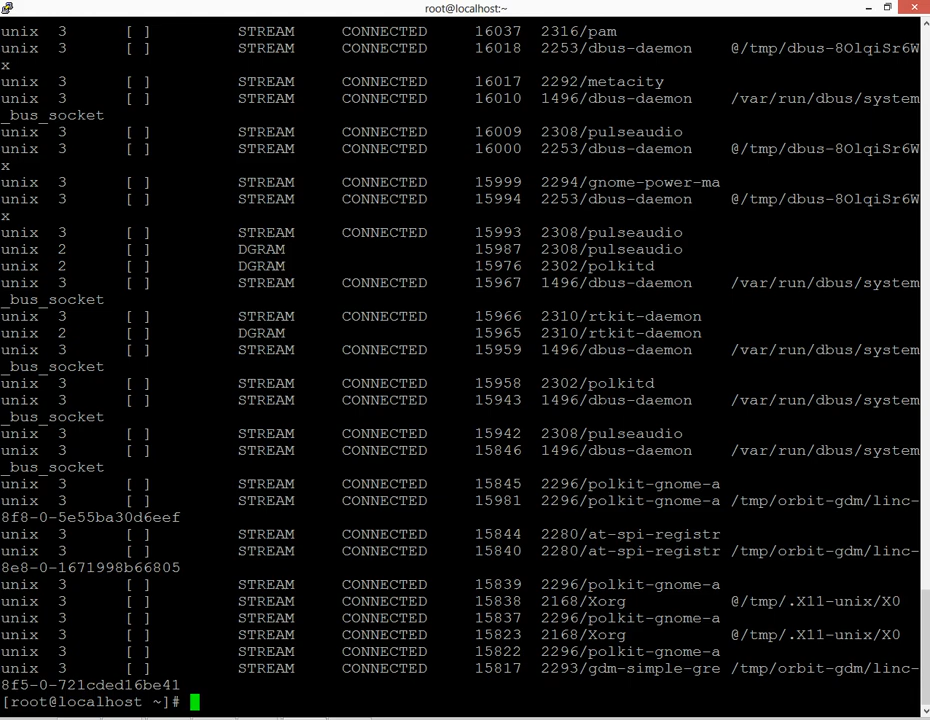 root@localhost:~
unix  3      [ ]         STREAM     CONNECTED     16037  2316/pam
unix  3      [ ]         STREAM     CONNECTED     16018  2253/dbus-daemon    @/tmp/dbus-8OlqiSr6W
x
unix  3      [ ]         STREAM     CONNECTED     16017  2292/metacity
unix  3      [ ]         STREAM     CONNECTED     16010  1496/dbus-daemon    /var/run/dbus/system
_bus_socket
unix  3      [ ]         STREAM     CONNECTED     16009  2308/pulseaudio
unix  3      [ ]         STREAM     CONNECTED     16000  2253/dbus-daemon    @/tmp/dbus-8OlqiSr6W
x
unix  3      [ ]         STREAM     CONNECTED     15999  2294/gnome-power-ma
unix  3      [ ]         STREAM     CONNECTED     15994  2253/dbus-daemon    @/tmp/dbus-8OlqiSr6W
x
unix  3      [ ]         STREAM     CONNECTED     15993  2308/pulseaudio
unix  2      [ ]         DGRAM                    15987  2308/pulseaudio
unix  2      [ ]         DGRAM                    15976  2302/polkitd
unix  3      [ ]         STREAM     CONNECTED     15967  1496/dbus-daemon    /var/run/dbus/system
_bus_socket
unix  3      [ ]         STREAM     CONNECTED     15966  2310/rtkit-daemon
unix  2      [ ]         DGRAM                    15965  2310/rtkit-daemon
unix  3      [ ]         STREAM     CONNECTED     15959  1496/dbus-daemon    /var/run/dbus/system
_bus_socket
unix  3      [ ]         STREAM     CONNECTED     15958  2302/polkitd
unix  3      [ ]         STREAM     CONNECTED     15943  1496/dbus-daemon    /var/run/dbus/system
_bus_socket
unix  3      [ ]         STREAM     CONNECTED     15942  2308/pulseaudio
unix  3      [ ]         STREAM     CONNECTED     15846  1496/dbus-daemon    /var/run/dbus/system
_bus_socket
unix  3      [ ]         STREAM     CONNECTED     15845  2296/polkit-gnome-a
unix  3      [ ]         STREAM     CONNECTED     15981  2296/polkit-gnome-a /tmp/orbit-gdm/linc-
8f8-0-5e55ba30d6eef
unix  3      [ ]         STREAM     CONNECTED     15844  2280/at-spi-registr
unix  3      [ ]         STREAM     CONNECTED     15840  2280/at-spi-registr /tmp/orbit-gdm/linc-
8e8-0-1671998b66805
unix  3      [ ]         STREAM     CONNECTED     15839  2296/polkit-gnome-a
unix  3      [ ]         STREAM     CONNECTED     15838  2168/Xorg           @/tmp/.X11-unix/X0
unix  3      [ ]         STREAM     CONNECTED     15837  2296/polkit-gnome-a
unix  3      [ ]         STREAM     CONNECTED     15823  2168/Xorg           @/tmp/.X11-unix/X0
unix  3      [ ]         STREAM     CONNECTED     15822  2296/polkit-gnome-a
unix  3      [ ]         STREAM     CONNECTED     15817  2293/gdm-simple-gre /tmp/orbit-gdm/linc-
8f5-0-721cded16be41
[root@localhost ~]#